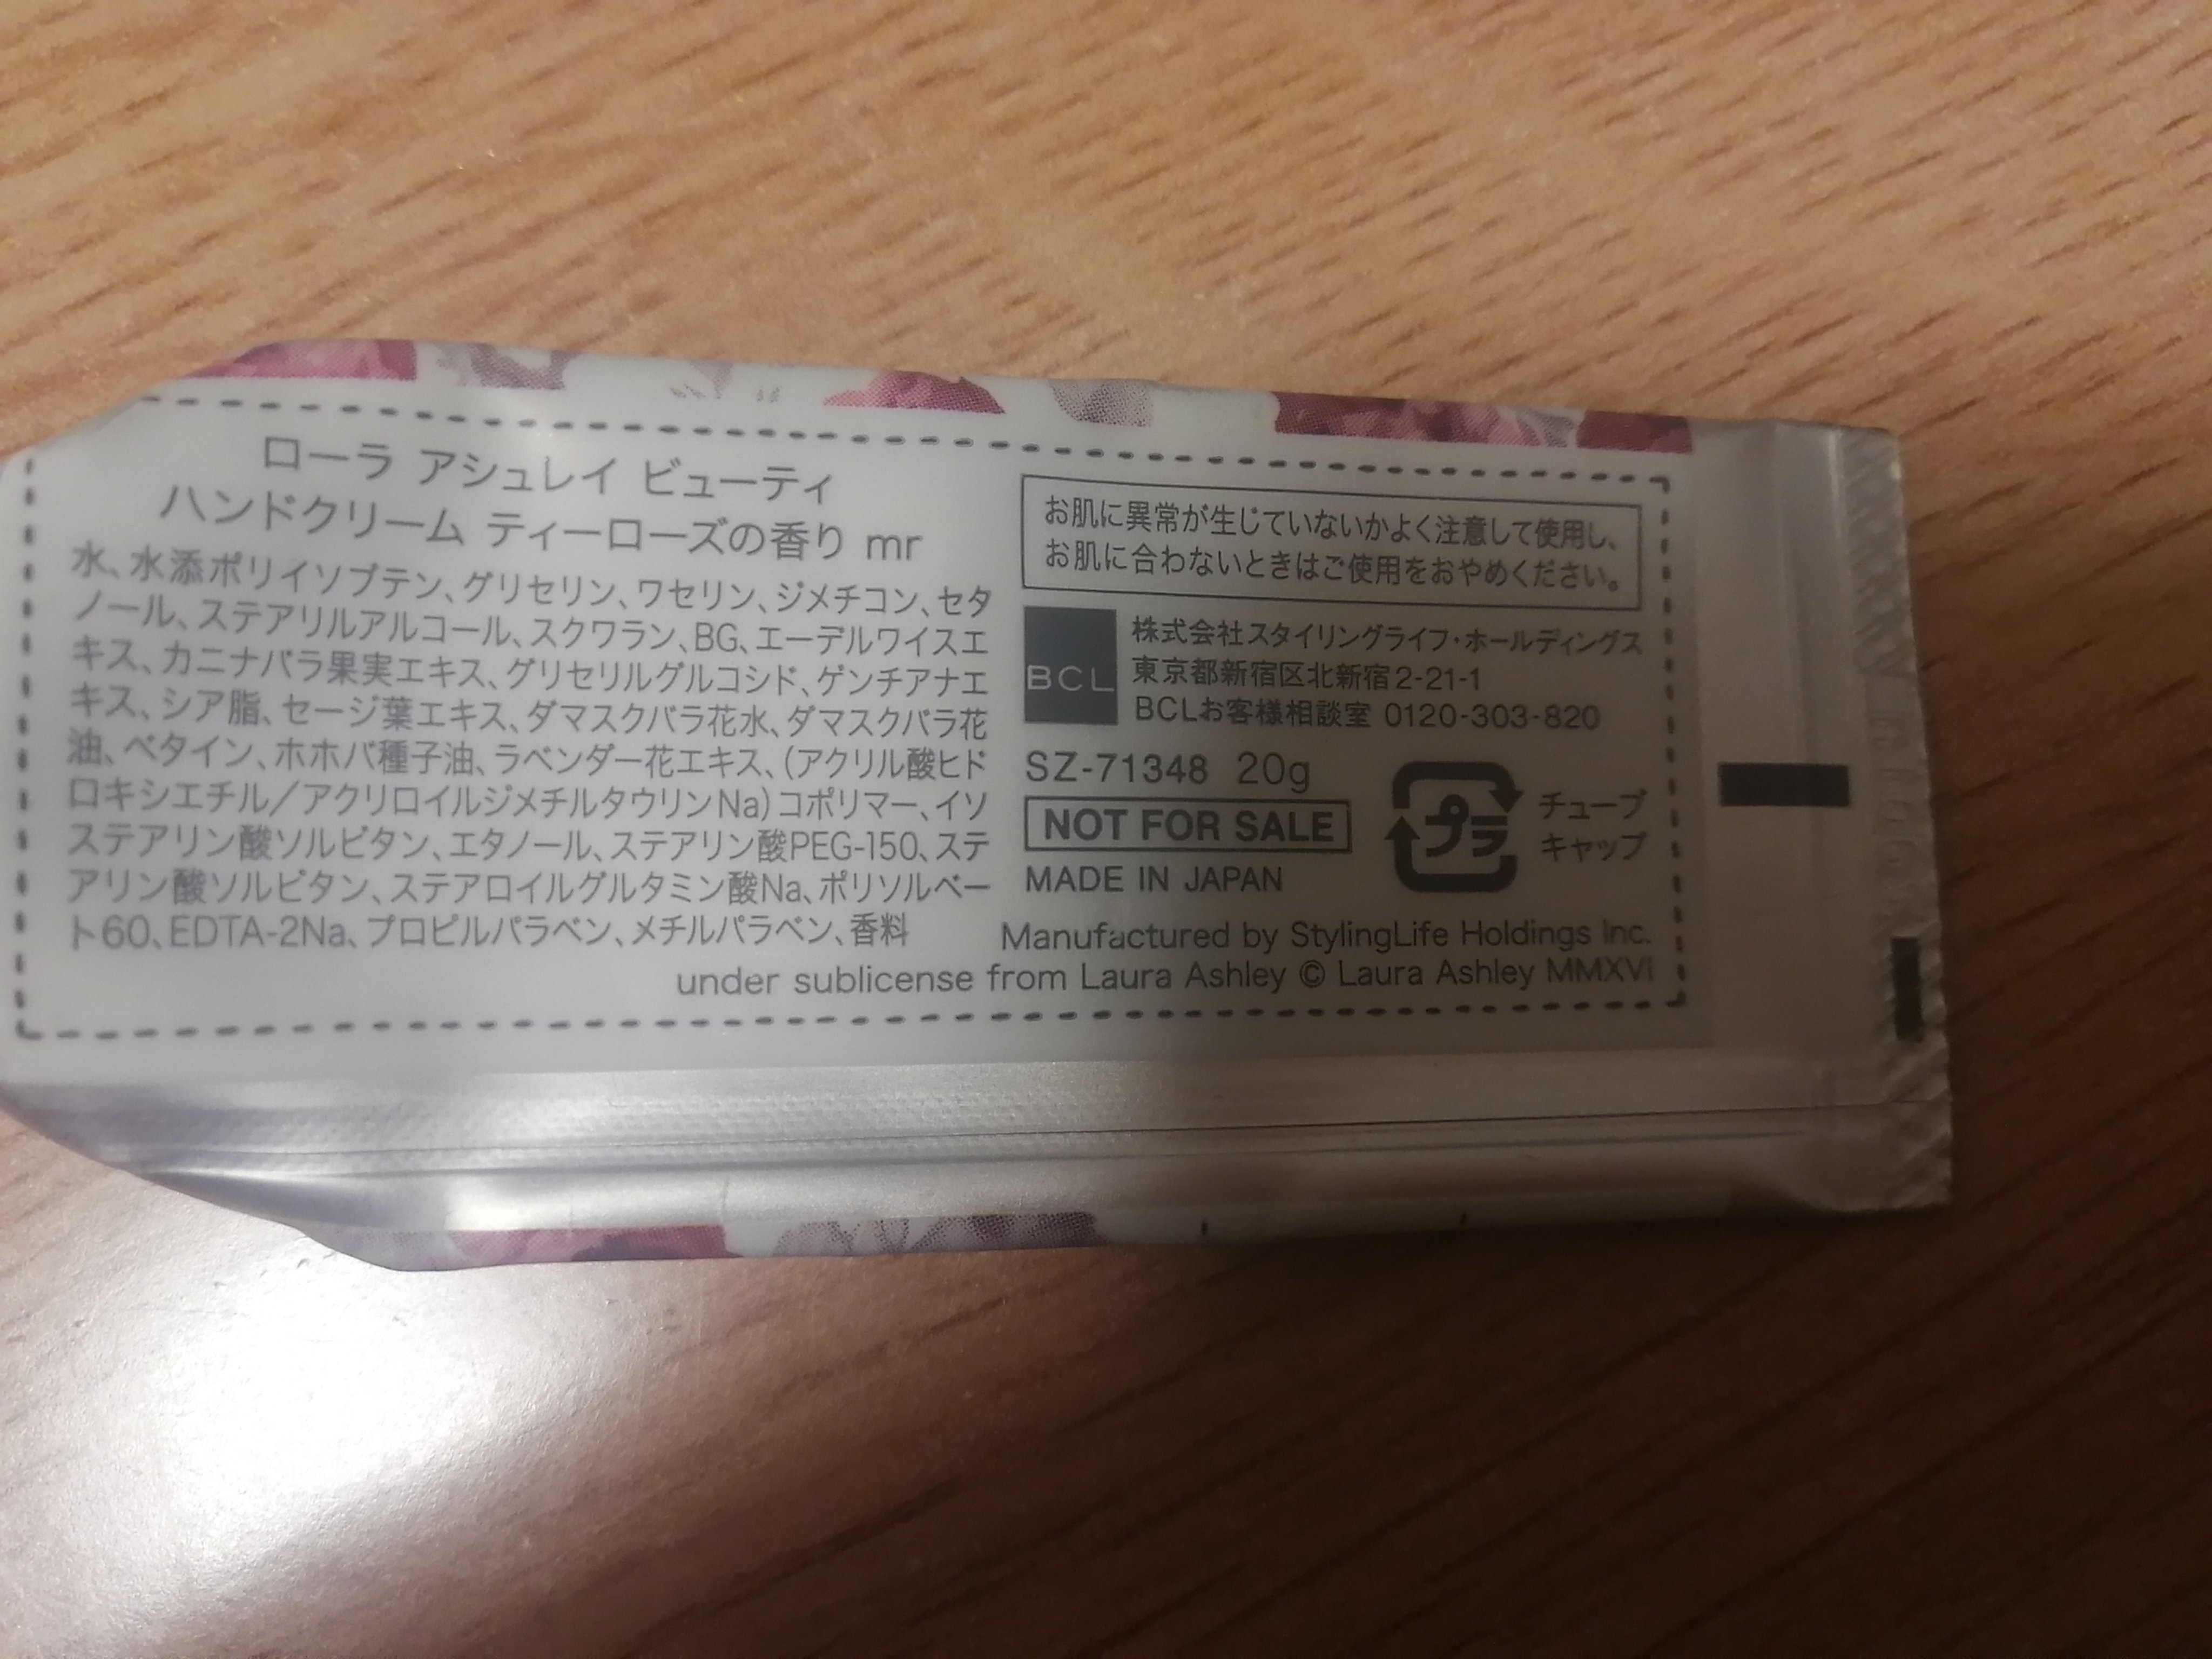 ローラ アシュレイ ビューティ
ハンドクリーム ティーローズの香り mr
水、水添ポリイソブテン、グリセリン、ワセリン、ジメチコン、セタ
ノール、ステアリルアルコール、スクワラン、BG、エーデルワイスエ
キス、カニナバラ果実エキス、グリセリルグルコシド、ゲンチアナエ
キス、シア脂、セージ葉エキス、ダマスクバラ花水、ダマスクバラ花
油、ベタイン、ホホバ種子油、ラベンダー花エキス、(アクリル酸ヒド
ロキシエチル/アクリロイルジメチルタウリンNa)コポリマー、イソ
ステアリン酸ソルビタン、エタノール、ステアリン酸PEG-150、ステ
アリン酸ソルビタン、ステアロイルグルタミン酸Na、ポリソルベー
ト60、EDTA-2Na、プロピルパラベン、メチルパラベン、香料
お肌に異常が生じていないかよく注意して使用し、
お肌に合わないときはご使用をおやめください。
BCL
株式会社スタイリングライフ・ホールディングス
東京都新宿区北新宿2-21-1
BCLお客様相談室 0120-303-820
SZ-71348 20g
NOT FOR SALE
MADE IN JAPAN
プラ
チューブ
キャップ
Manufactured by StylingLife Holdings Inc.
under sublicense from Laura Ashley © Laura Ashley MMXVI